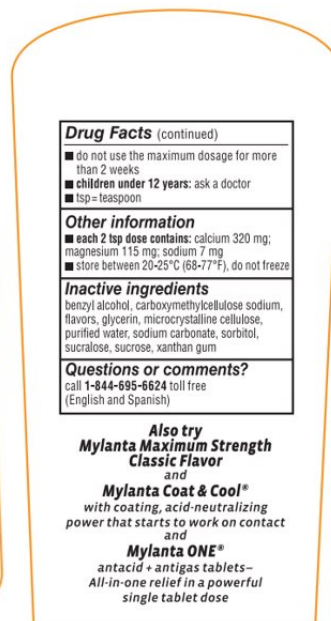 Drug Facts (continued)
■ do not use the maximum dosage for more
than 2 weeks
■ children under 12 years: ask a doctor
■ tsp=teaspoon
Other information
■ each 2 tsp dose contains: calcium 320 mg;
magnesium 115 mg; sodium 7 mg
■ store between 20-25°C (68-77°F), do not freeze
Inactive ingredients
benzyl alcohol, carboxymethylcellulose sodium,
flavors, glycerin, microcrystalline cellulose,
purified water, sodium carbonate, sorbitol,
sucralose, sucrose, xanthan gum
Questions or comments?
call 1-844-695-6624 toll free
(English and Spanish)
Also try
Mylanta Maximum Strength
Classic Flavor
and
Mylanta Coat & Cool®
with coating, acid-neutralizing
power that starts to work on contact
and
Mylanta ONE®
antacid + antigas tablets–
All-in-one relief in a powerful
single tablet dose